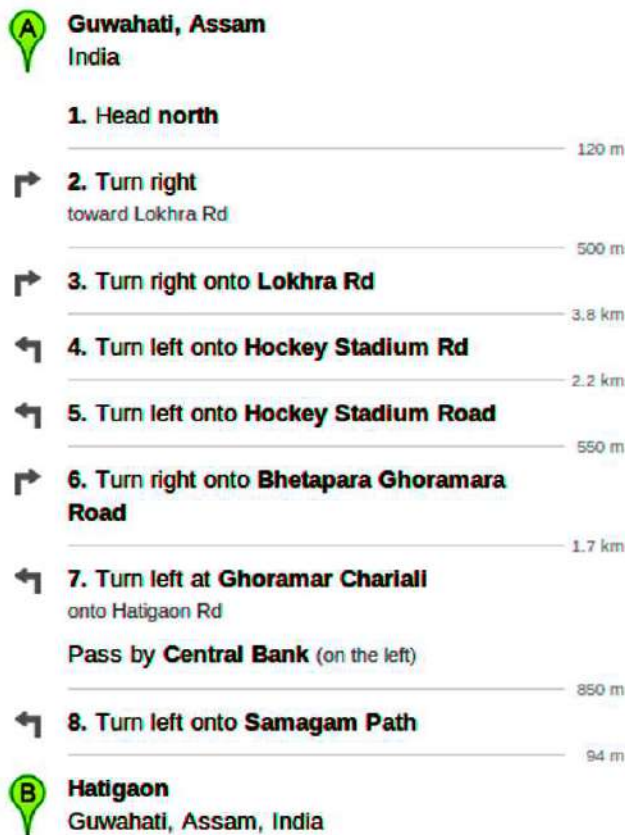 A
Guwahati, Assam
India
1. Head north
120 m
2. Turn right
toward Lokhra Rd
500 m
3. Turn right onto Lokhra Rd
3.8 km
4. Turn left onto Hockey Stadium Rd
2.2 km
5. Turn left onto Hockey Stadium Road
550 m
6. Turn right onto Bhetapara Ghoramara
Road
1.7 km
7. Turn left at Ghoramar Chariali
onto Hatigaon Rd
Pass by Central Bank (on the left)
850 m
8. Turn left onto Samagam Path
94 m
B
Hatigaon
Guwahati, Assam, India